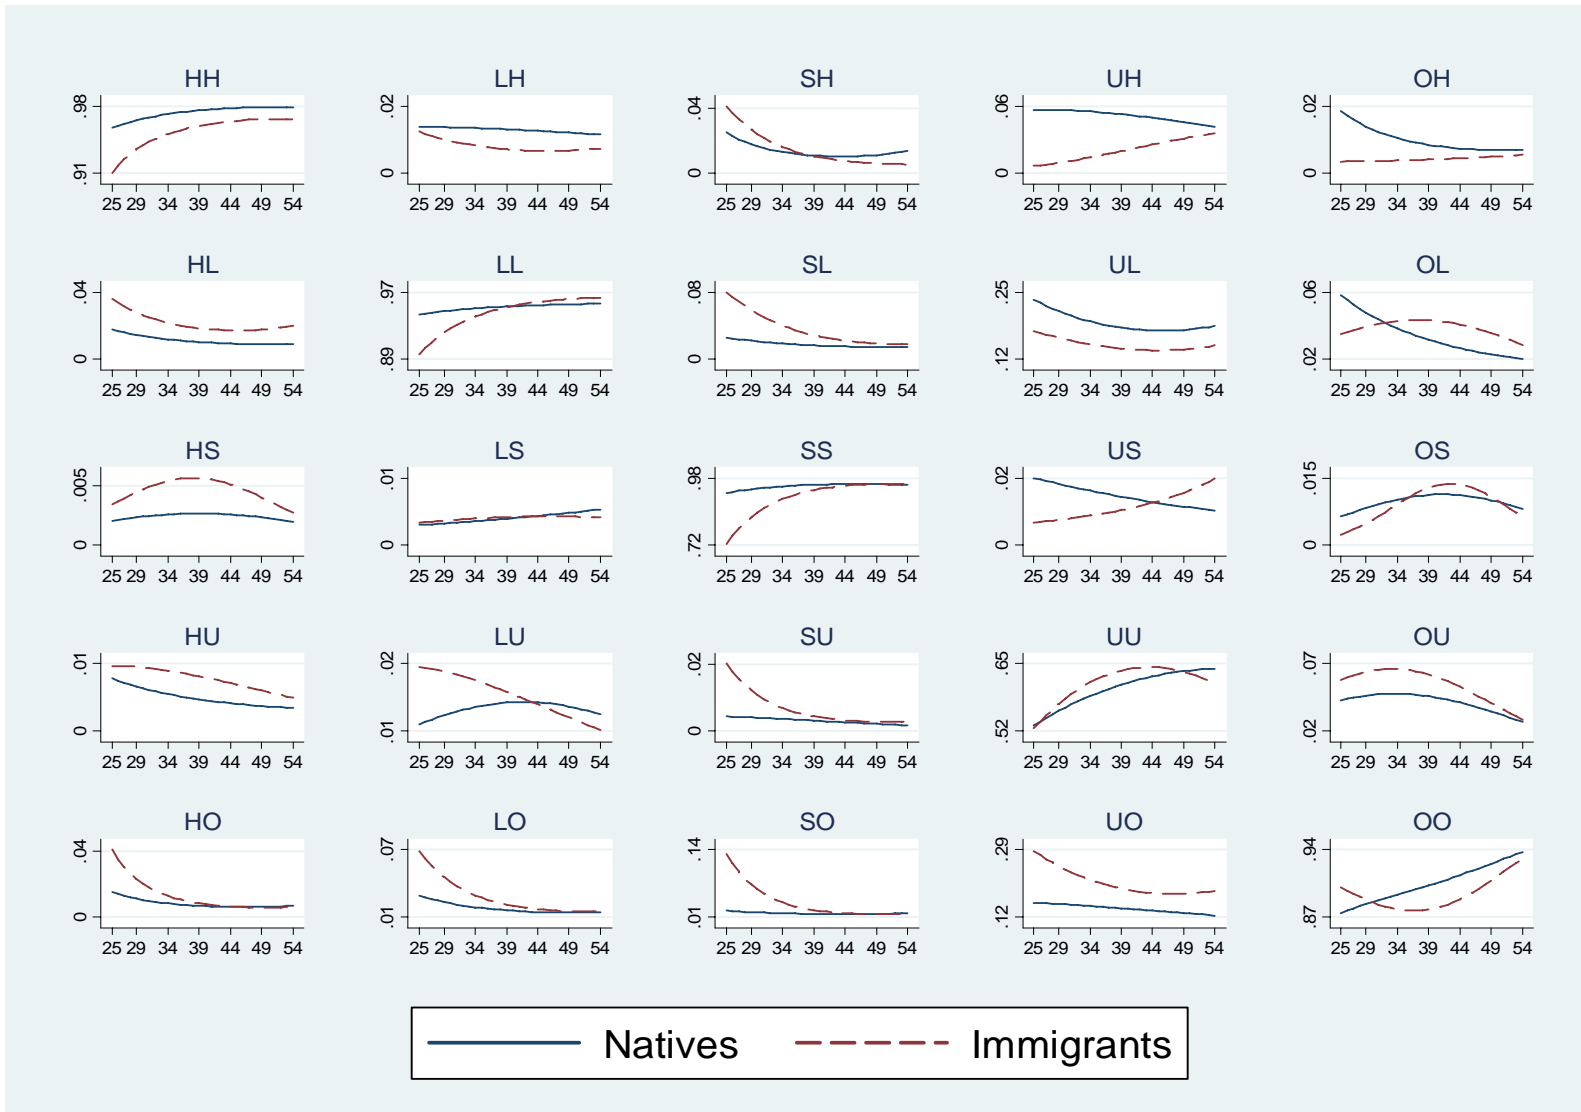 HH LH SH UH OH
.98 .02 .04 .06 .02
.91 0 0 0 0
25 29 34 39 44 49 54 25 29 34 39 44 49 54 25 29 34 39 44 49 54 25 29 34 39 44 49 54 25 29 34 39 44 49 54
HL LL SL UL OL
.04 .97 .08 .25 .06
0 .89 0 .12 .02
25 29 34 39 44 49 54 25 29 34 39 44 49 54 25 29 34 39 44 49 54 25 29 34 39 44 49 54 25 29 34 39 44 49 54
HS LS SS US OS
.005 .01 .98 .02 .015
0 0 .72 0 0
25 29 34 39 44 49 54 25 29 34 39 44 49 54 25 29 34 39 44 49 54 25 29 34 39 44 49 54 25 29 34 39 44 49 54
HU LU SU UU OU
.01 .02 .02 .65 .07
0 .01 0 .52 .02
25 29 34 39 44 49 54 25 29 34 39 44 49 54 25 29 34 39 44 49 54 25 29 34 39 44 49 54 25 29 34 39 44 49 54
HO LO SO UO OO
.04 .07 .14 .29 .94
0 .01 .01 .12 .87
25 29 34 39 44 49 54 25 29 34 39 44 49 54 25 29 34 39 44 49 54 25 29 34 39 44 49 54 25 29 34 39 44 49 54
Natives Immigrants